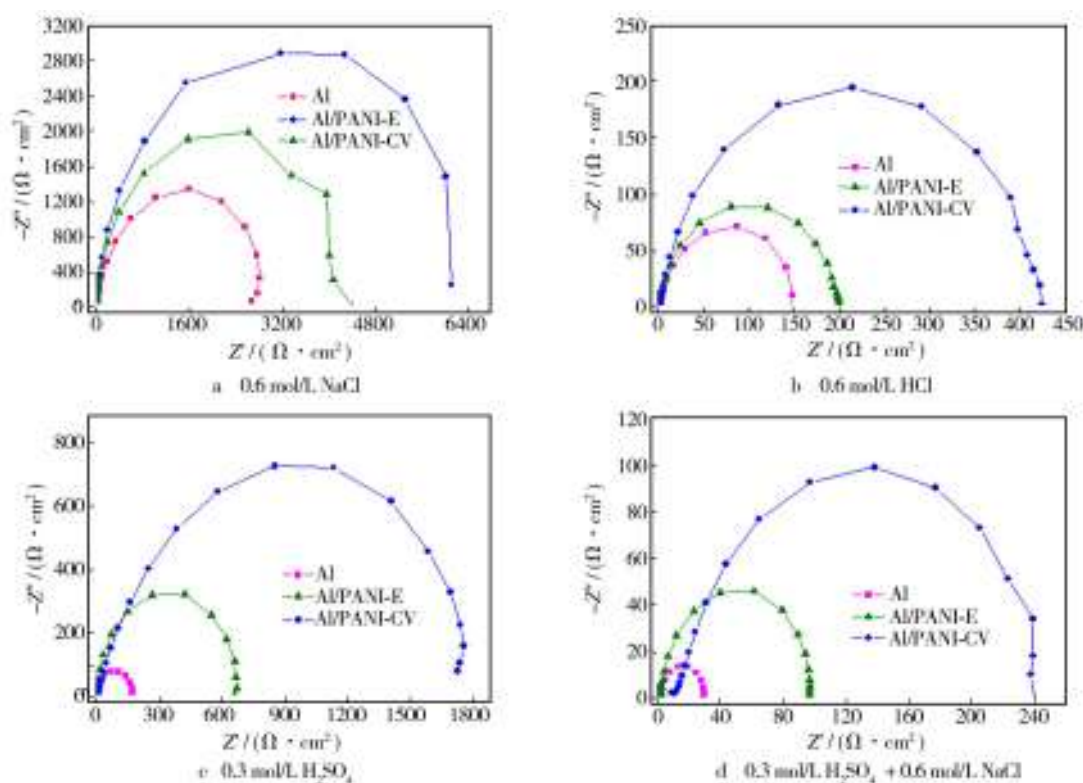 3200
2800
2400
2000
1600
1200
800
400
0
−Z″/(Ω·cm²)
Al
Al/PANI-E
Al/PANI-CV
0 1600 3200 4800 6400
Z′/(Ω·cm²)
a 0.6 mol/L NaCl
250
200
150
100
50
0
−Z″/(Ω·cm²)
Al
Al/PANI-E
Al/PANI-CV
0 50 100 150 200 250 300 350 400 450
Z′/(Ω·cm²)
b 0.6 mol/L HCl
800
600
400
200
0
−Z″/(Ω·cm²)
Al
Al/PANI-E
Al/PANI-CV
0 300 600 900 1200 1500 1800
Z′/(Ω·cm²)
c 0.3 mol/L H₂SO₄
120
100
80
60
40
20
0
−Z″/(Ω·cm²)
Al
Al/PANI-E
Al/PANI-CV
0 40 80 120 160 200 240
Z′/(Ω·cm²)
d 0.3 mol/L H₂SO₄ + 0.6 mol/L NaCl